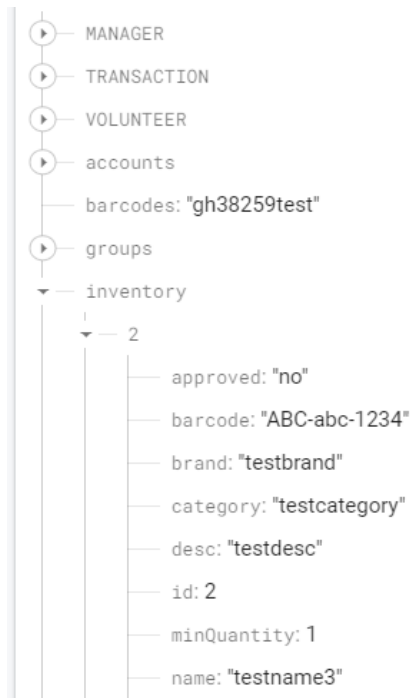 MANAGER
TRANSACTION
VOLUNTEER
accounts
barcodes: "gh38259test"
groups
inventory
2
approved: "no"
barcode: "ABC-abc-1234"
brand: "testbrand"
category: "testcategory"
desc: "testdesc"
id: 2
minQuantity: 1
name: "testname3"